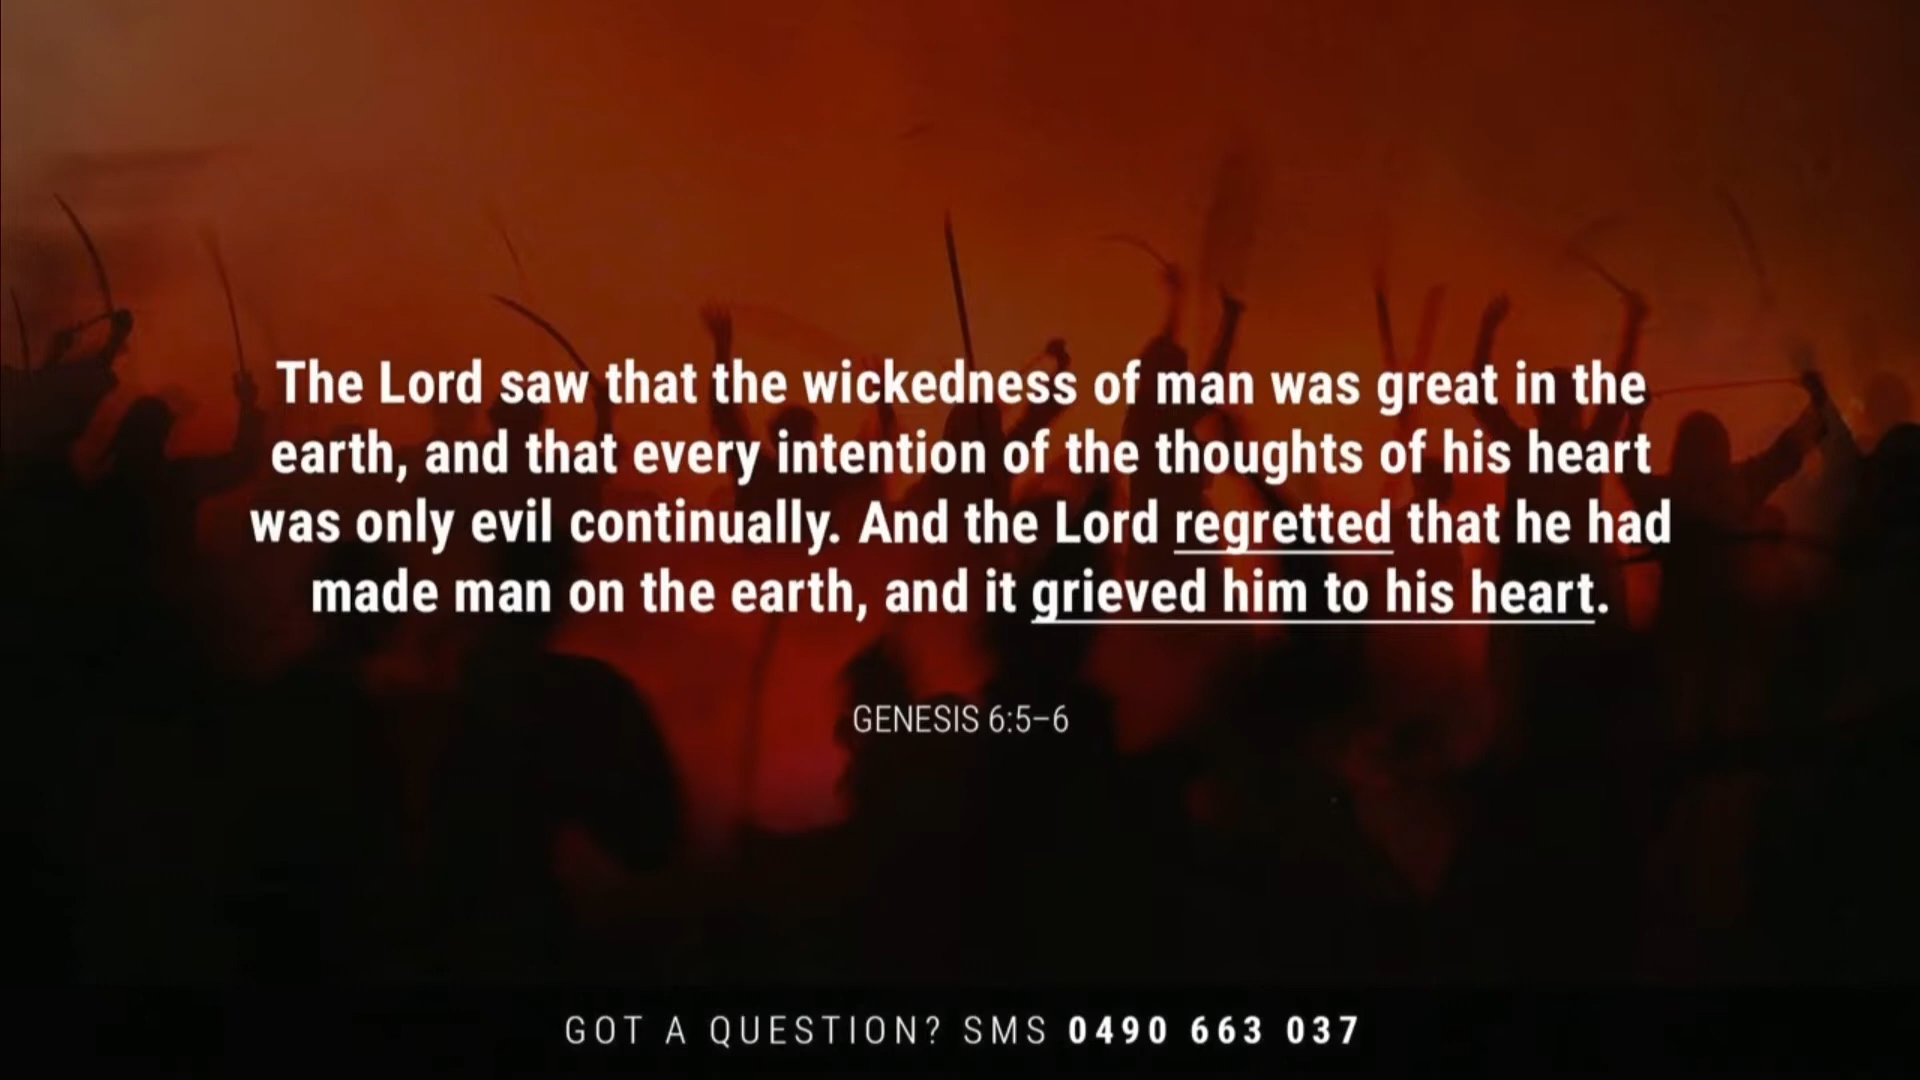 The Lord saw that the wickedness of man was great in the
earth, and that every intention of the thoughts of his heart
was only evil continually. And the Lord regretted that he had
made man on the earth, and it grieved him to his heart.
GENESIS 6:5–6
GOT A QUESTION? SMS 0490 663 037